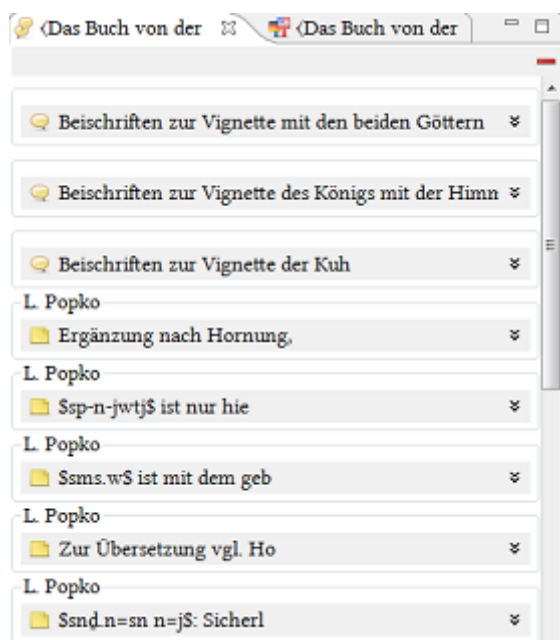 ⟨Das Buch von der ⟨Das Buch von der
Beischriften zur Vignette mit den beiden Göttern
Beischriften zur Vignette des Königs mit der Himm
Beischriften zur Vignette der Kuh
L. Popko
Ergänzung nach Hornung,
L. Popko
$sp-n-jwtj$ ist nur hie
L. Popko
$sms.w$ ist mit dem geb
L. Popko
Zur Übersetzung vgl. Ho
L. Popko
$snḏ.n=sn n=j$: Sicherl